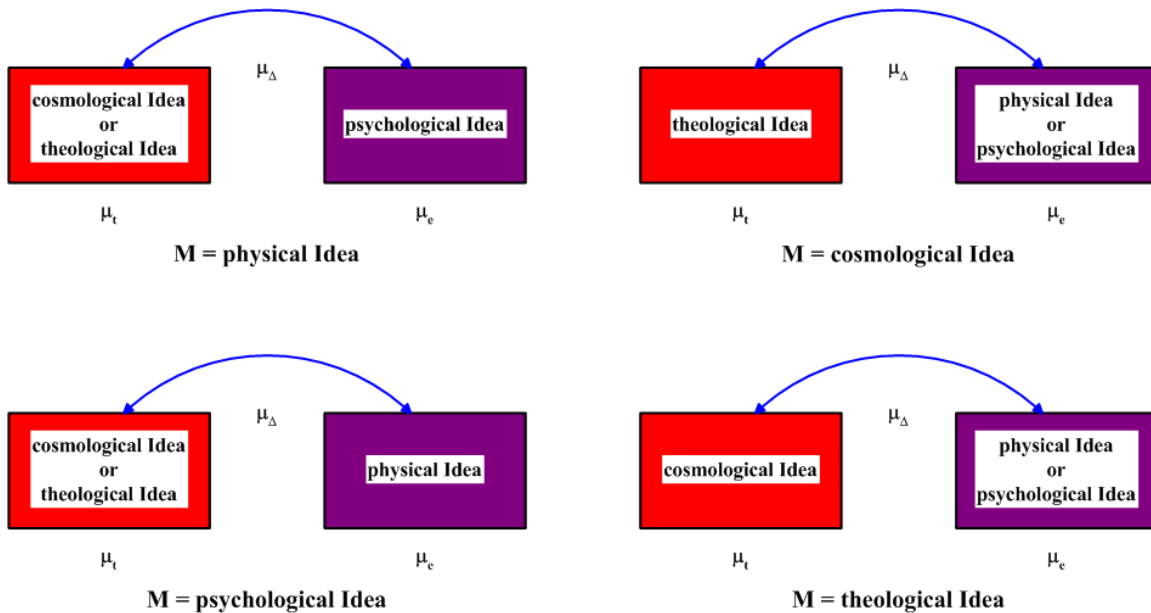 μΔ
cosmological Idea
or
theological Idea
psychological Idea
μt
μe
M = physical Idea
μΔ
theological Idea
physical Idea
or
psychological Idea
μt
μe
M = cosmological Idea
μΔ
cosmological Idea
or
theological Idea
physical Idea
μt
μe
M = psychological Idea
μΔ
cosmological Idea
physical Idea
or
psychological Idea
μt
μe
M = theological Idea